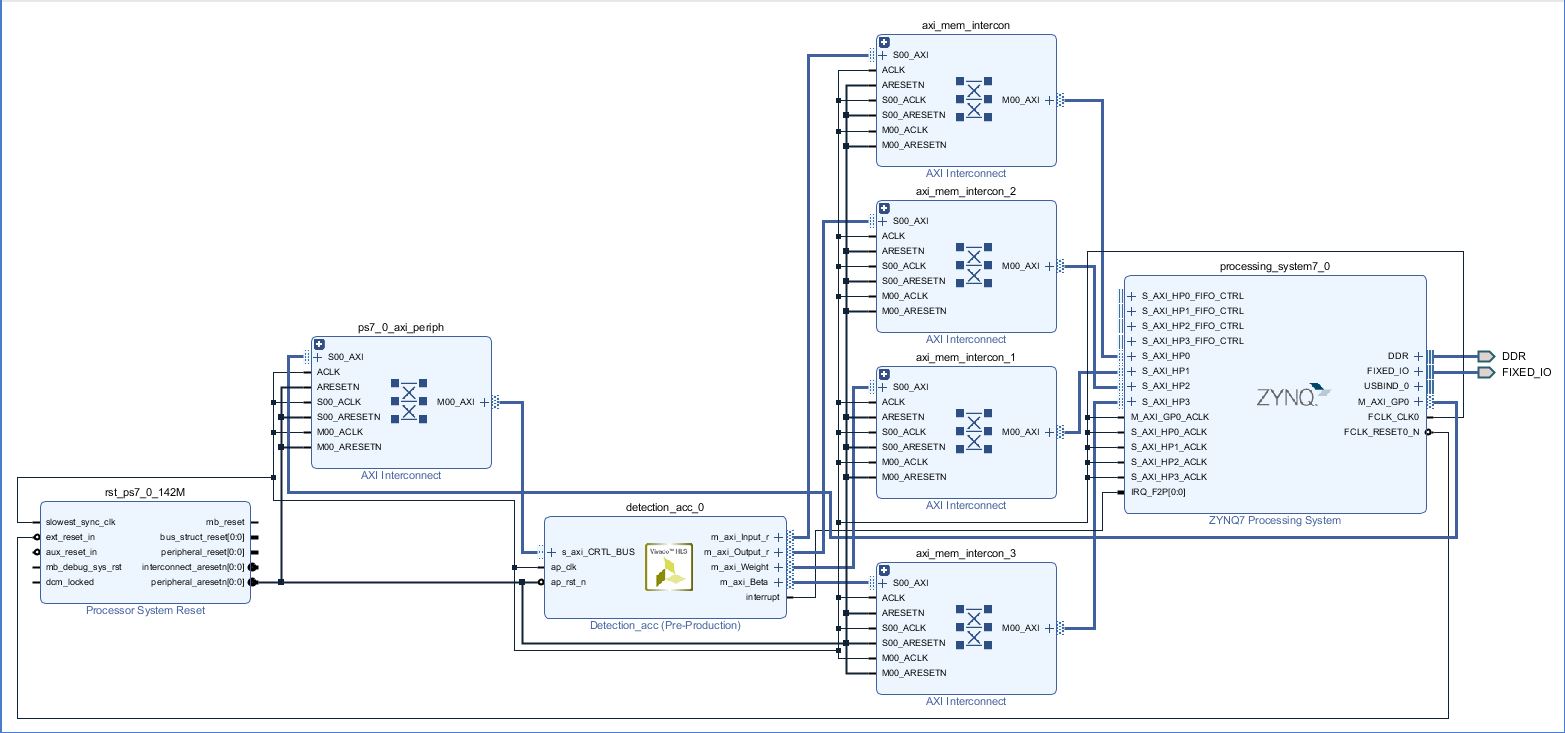 axi_mem_intercon
S00_AXI
ACLK
ARESETN
S00_ACLK
M00_AXI
S00_ARESETN
M00_ACLK
M00_ARESETN
AXI Interconnect
axi_mem_intercon_2
S00_AXI
ACLK
ARESETN
S00_ACLK
M00_AXI
S00_ARESETN
M00_ACLK
M00_ARESETN
AXI Interconnect
axi_mem_intercon_1
S00_AXI
ACLK
ARESETN
S00_ACLK
M00_AXI
S00_ARESETN
M00_ACLK
M00_ARESETN
AXI Interconnect
axi_mem_intercon_3
S00_AXI
ACLK
ARESETN
S00_ACLK
M00_AXI
S00_ARESETN
M00_ACLK
M00_ARESETN
AXI Interconnect
processing_system7_0
S_AXI_HP0_FIFO_CTRL
S_AXI_HP1_FIFO_CTRL
S_AXI_HP2_FIFO_CTRL
S_AXI_HP3_FIFO_CTRL
S_AXI_HP0
S_AXI_HP1
S_AXI_HP2
S_AXI_HP3
M_AXI_GP0_ACLK
S_AXI_HP0_ACLK
S_AXI_HP1_ACLK
S_AXI_HP2_ACLK
S_AXI_HP3_ACLK
IRQ_F2P[0:0]
ZYNQ
DDR
FIXED_IO
USBIND_0
M_AXI_GP0
FCLK_CLK0
FCLK_RESET0_N
ZYNQ7 Processing System
DDR
FIXED_IO
ps7_0_axi_periph
S00_AXI
ACLK
ARESETN
S00_ACLK
M00_AXI
S00_ARESETN
M00_ACLK
M00_ARESETN
AXI Interconnect
rst_ps7_0_142M
slowest_sync_clk
ext_reset_in
aux_reset_in
mb_debug_sys_rst
dcm_locked
mb_reset
bus_struct_reset[0:0]
peripheral_reset[0:0]
interconnect_aresetn[0:0]
peripheral_aresetn[0:0]
Processor System Reset
detection_acc_0
s_axi_CRTL_BUS
ap_clk
ap_rst_n
Vivado™ HLS
m_axi_Input_r
m_axi_Output_r
m_axi_Weight
m_axi_Beta
interrupt
Detection_acc (Pre-Production)